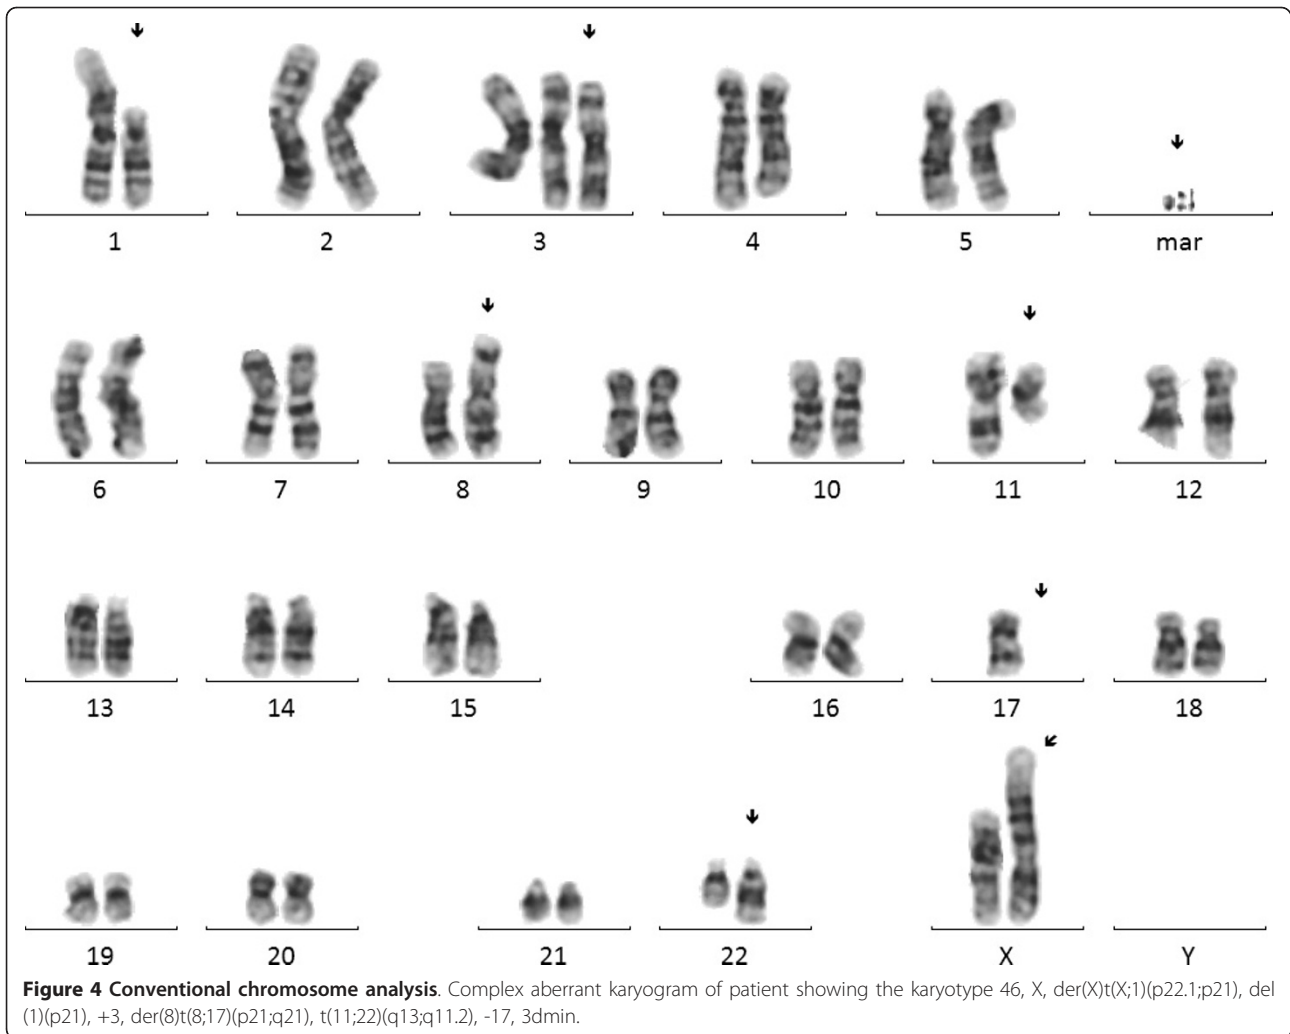 1 2 3 4 5 mar
6 7 8 9 10 11 12
13 14 15 16 17 18
19 20 21 22 X Y
Figure 4 Conventional chromosome analysis. Complex aberrant karyogram of patient showing the karyotype 46, X, der(X)t(X;1)(p22.1;p21), del
(1)(p21), +3, der(8)t(8;17)(p21;q21), t(11;22)(q13;q11.2), -17, 3dmin.